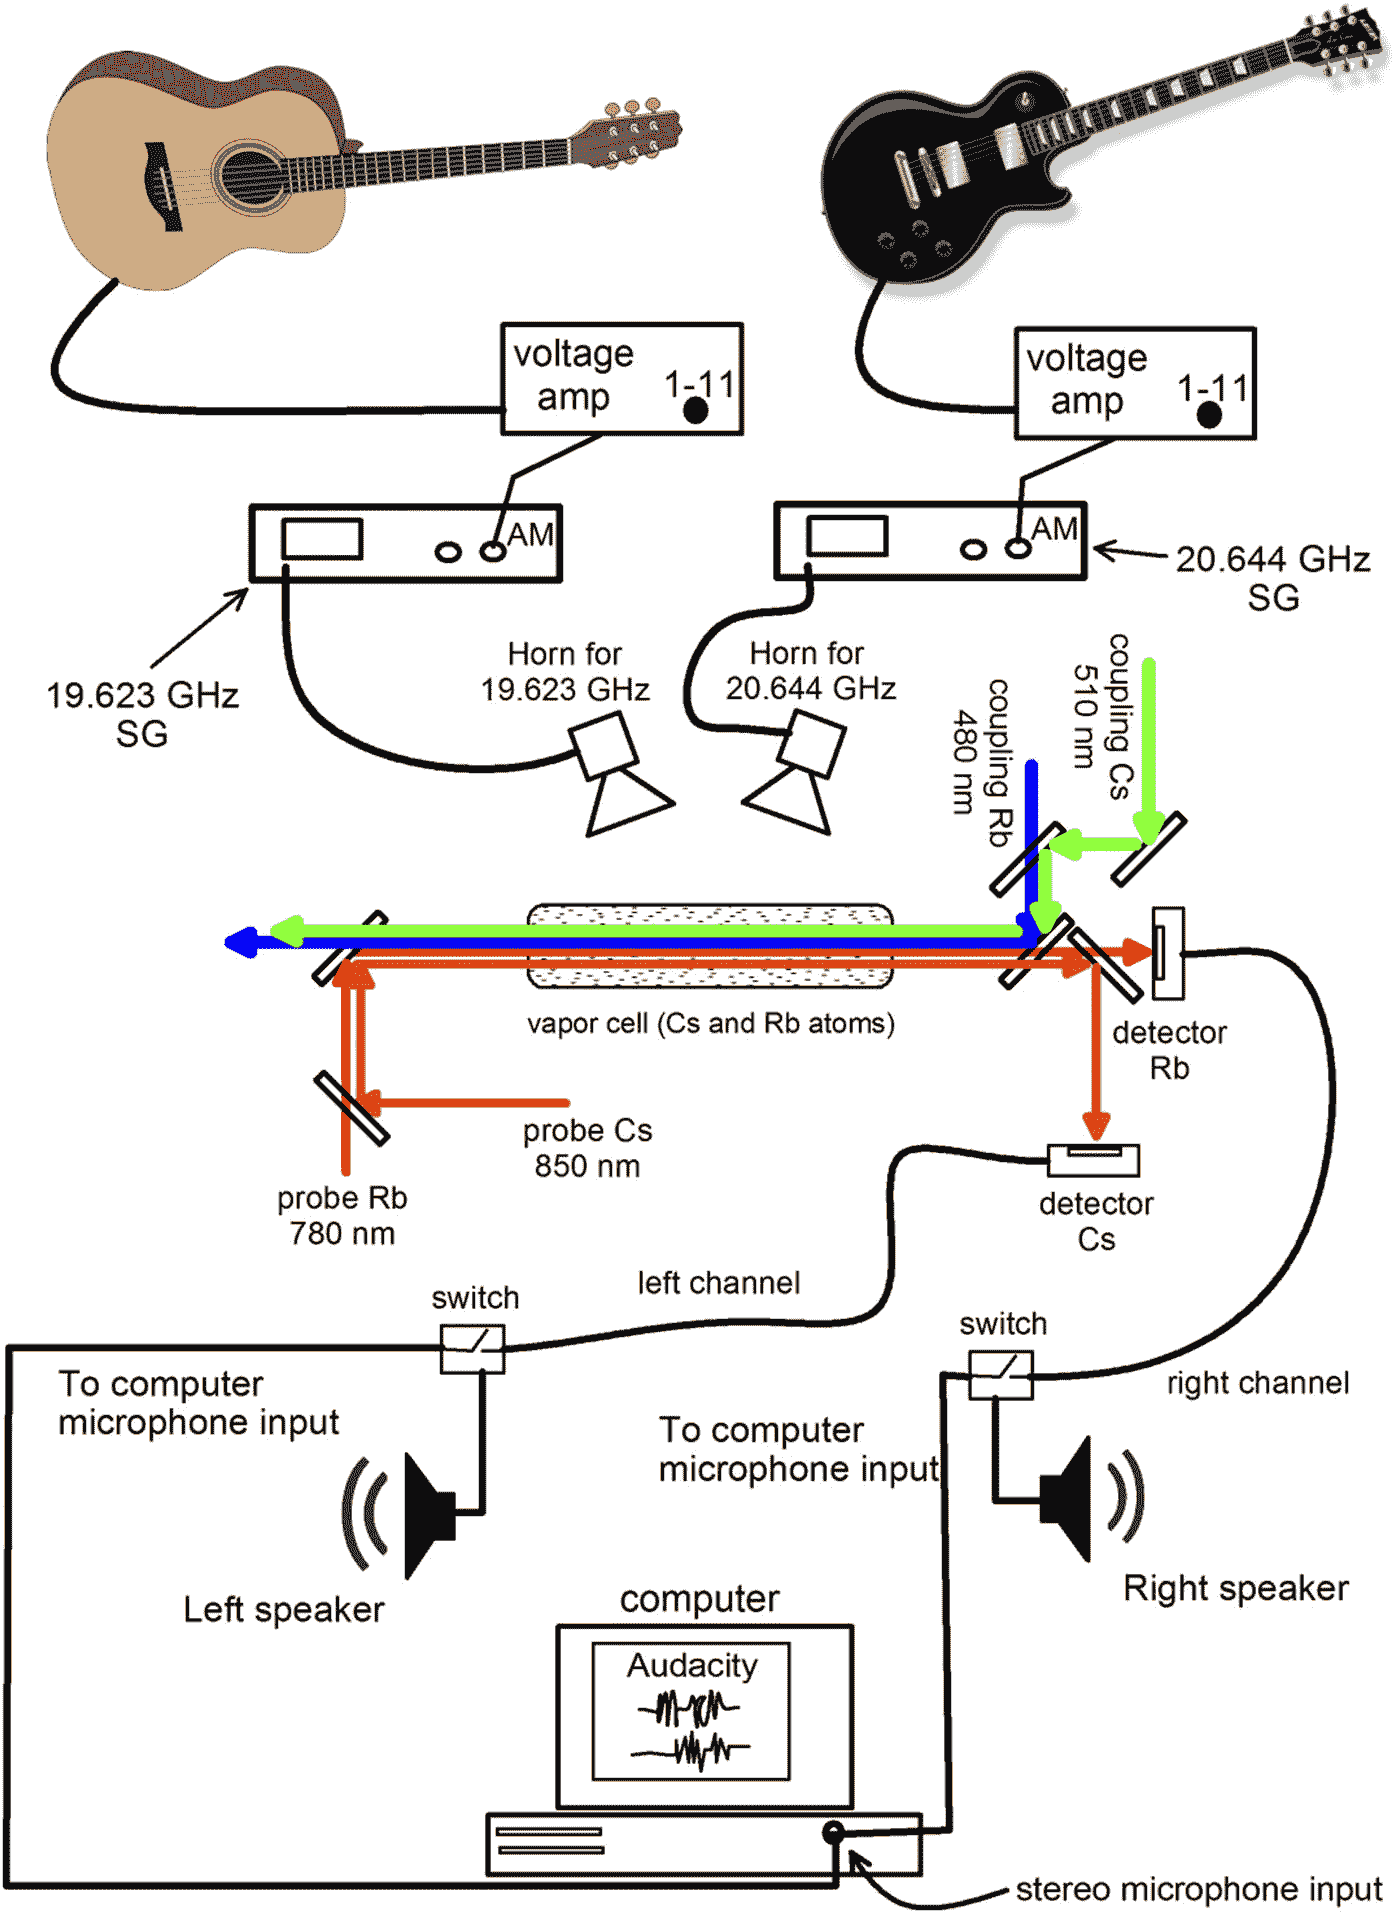 voltage
amp
1-11
voltage
amp
1-11
AM
AM
20.644 GHz
SG
19.623 GHz
SG
Horn for
19.623 GHz
Horn for
20.644 GHz
coupling Rb
480 nm
coupling Cs
510 nm
vapor cell (Cs and Rb atoms)
detector
Rb
probe Cs
850 nm
probe Rb
780 nm
detector
Cs
left channel
switch
switch
right channel
To computer
microphone input
To computer
microphone input
Left speaker
Right speaker
computer
Audacity
stereo microphone input